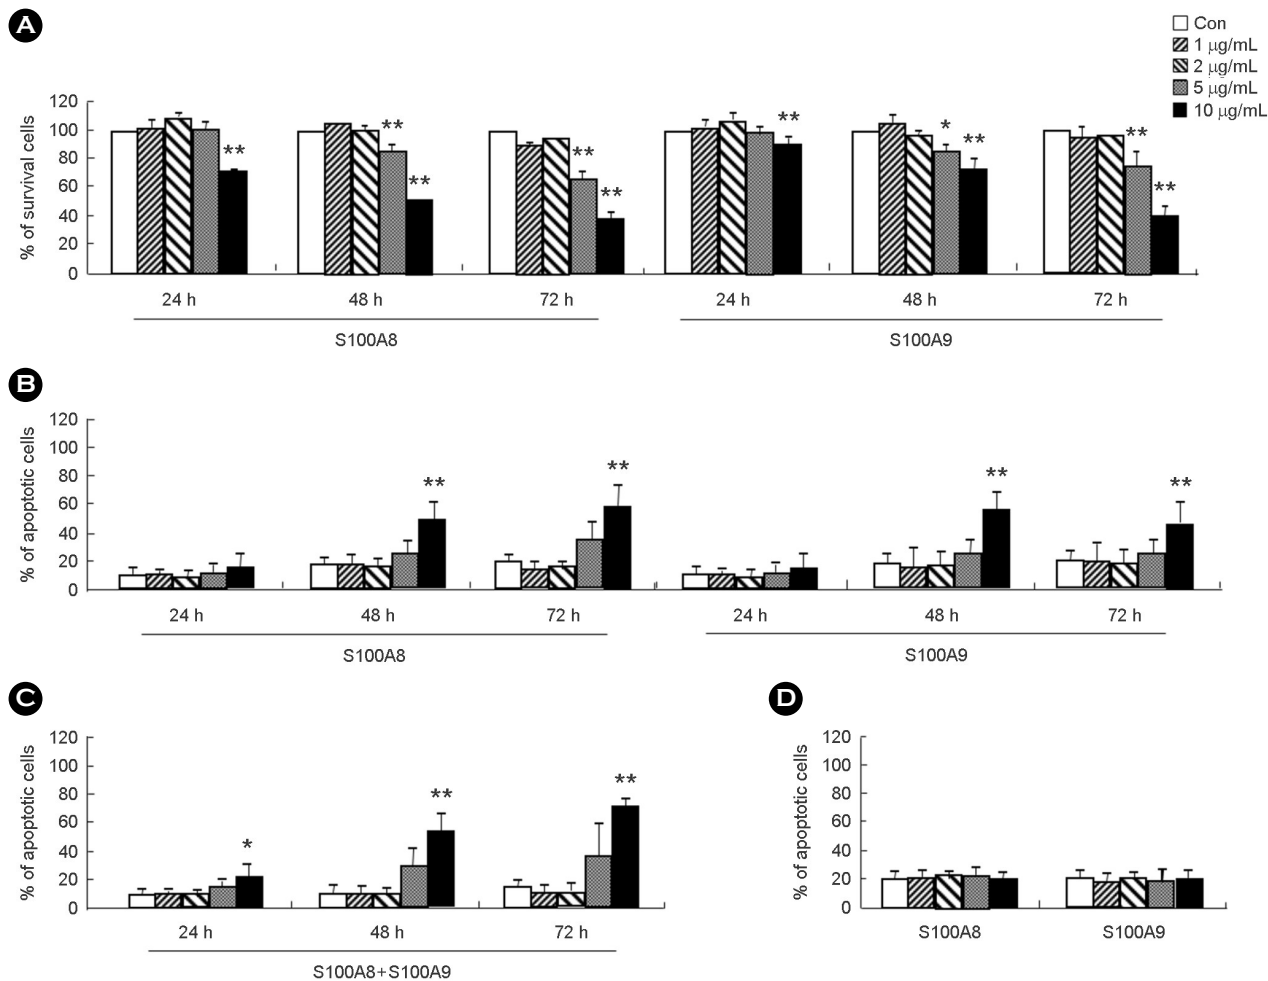 A
Con
1 μg/mL
2 μg/mL
5 μg/mL
10 μg/mL
% of survival cells
120
100
80
60
40
20
0
** ** ** ** ** ** * ** ** **
24 h 48 h 72 h 24 h 48 h 72 h
S100A8 S100A9
B
% of apoptotic cells
120
100
80
60
40
20
0
** ** ** **
24 h 48 h 72 h 24 h 48 h 72 h
S100A8 S100A9
C
% of apoptotic cells
120
100
80
60
40
20
0
* ** **
24 h 48 h 72 h
S100A8+S100A9
D
% of apoptotic cells
120
100
80
60
40
20
0
S100A8 S100A9